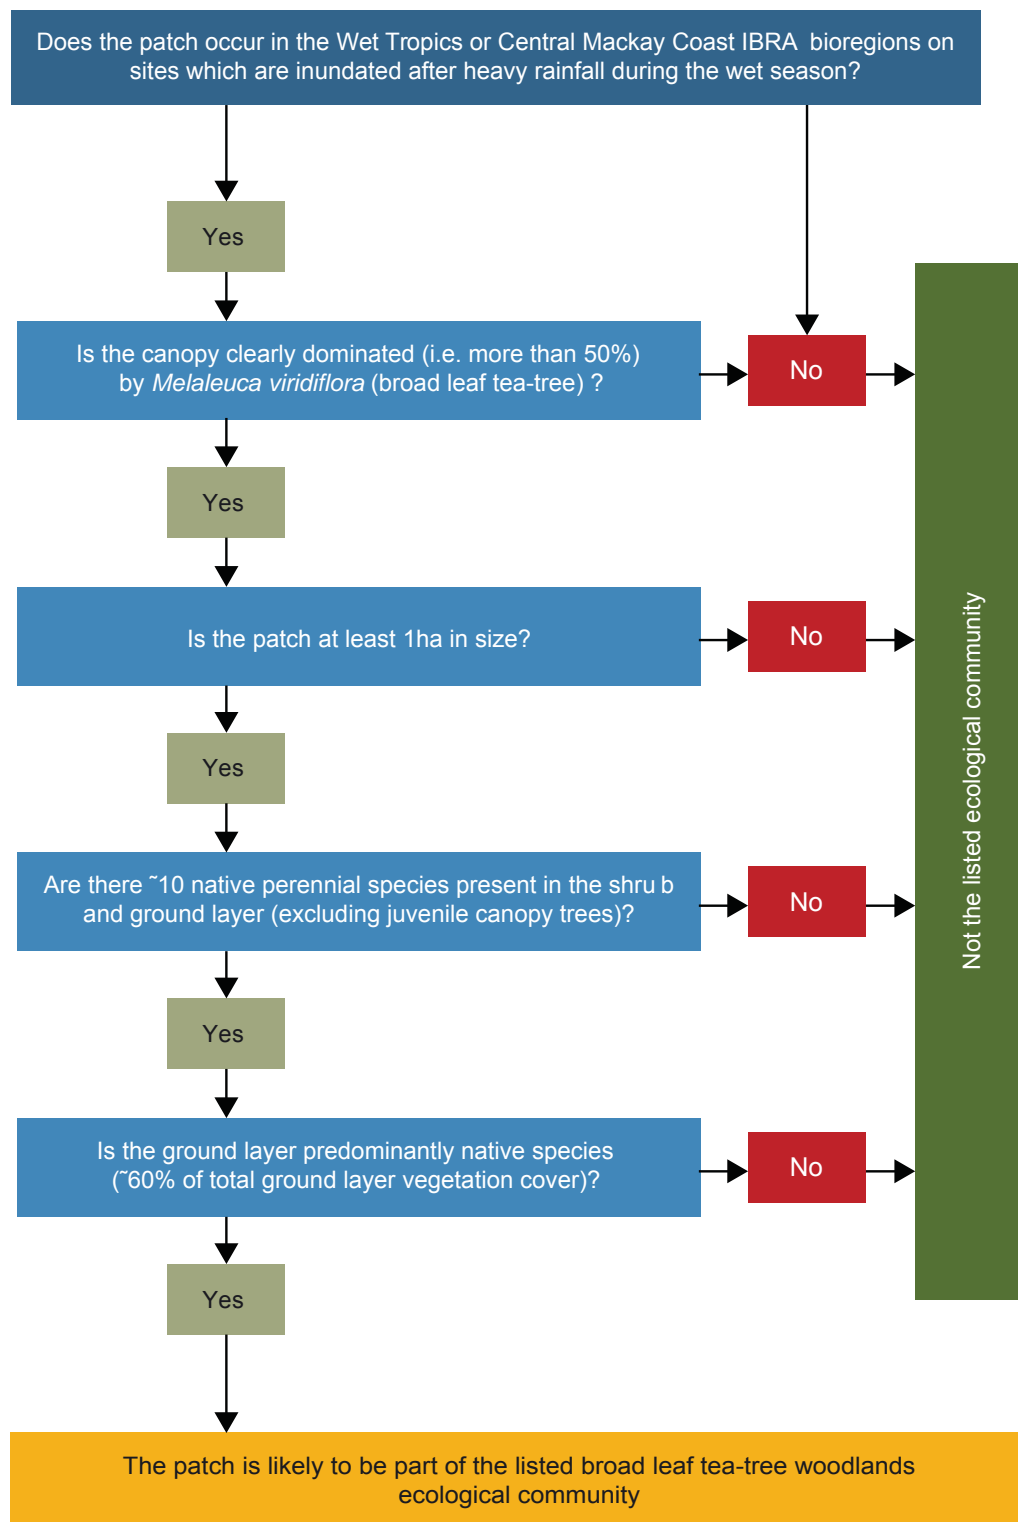 Does the patch occur in the Wet Tropics or Central Mackay Coast IBRA bioregions on
sites which are inundated after heavy rainfall during the wet season?
Yes
Is the canopy clearly dominated (i.e. more than 50%)
by Melaleuca viridiflora (broad leaf tea-tree) ?
No
Yes
Is the patch at least 1ha in size?
No
Yes
Are there ˜10 native perennial species present in the shru b
and ground layer (excluding juvenile canopy trees)?
No
Yes
Is the ground layer predominantly native species
(˜60% of total ground layer vegetation cover)?
No
Yes
Not the listed ecological community
The patch is likely to be part of the listed broad leaf tea-tree woodlands
ecological community